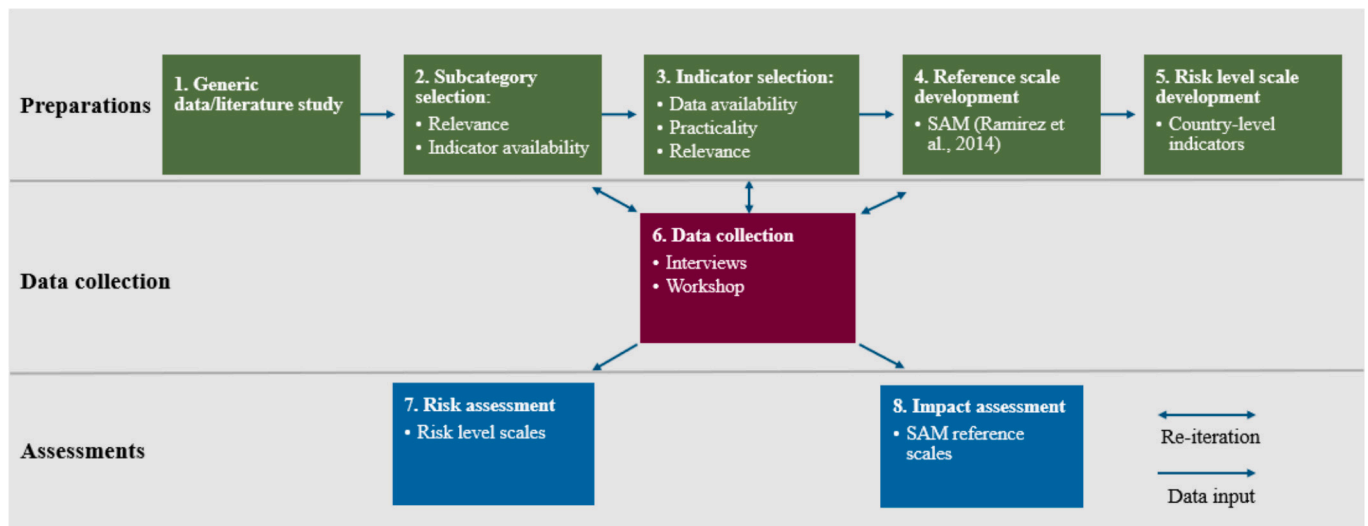 Preparations
1. Generic
data/literature study
2. Subcategory
selection:
• Relevance
• Indicator availability
3. Indicator selection:
• Data availability
• Practicality
• Relevance
4. Reference scale
development
• SAM (Ramirez et
al., 2014)
5. Risk level scale
development
• Country-level
indicators
Data collection
6. Data collection
• Interviews
• Workshop
Assessments
7. Risk assessment
• Risk level scales
8. Impact assessment
• SAM reference
scales
Re-iteration
Data input